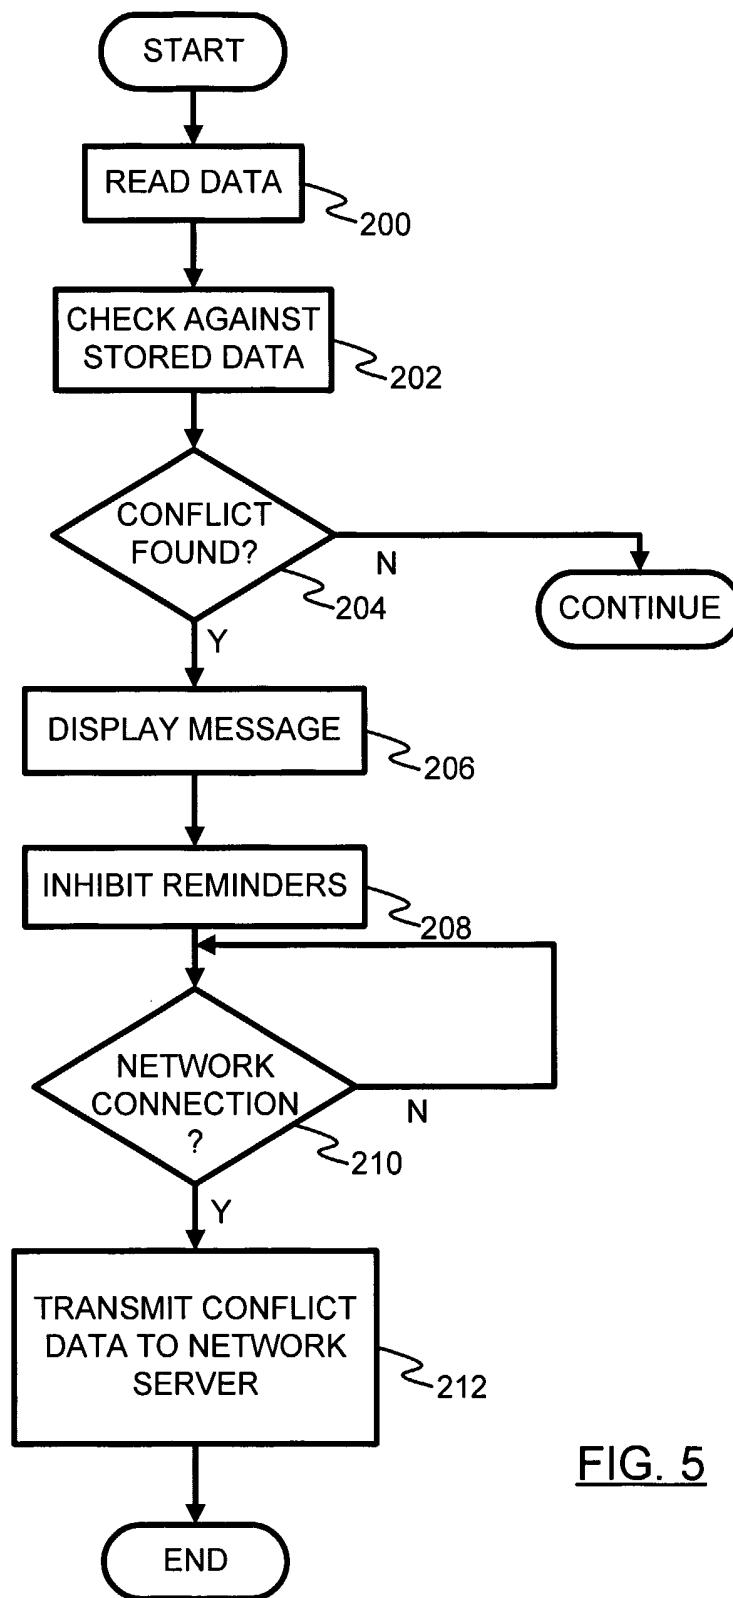 START
READ DATA
200
CHECK AGAINST
STORED DATA
202
CONFLICT
FOUND?
204
N
CONTINUE
Y
DISPLAY MESSAGE
206
INHIBIT REMINDERS
208
NETWORK
CONNECTION
?
N
210
Y
TRANSMIT CONFLICT
DATA TO NETWORK
SERVER
212
END
FIG. 5